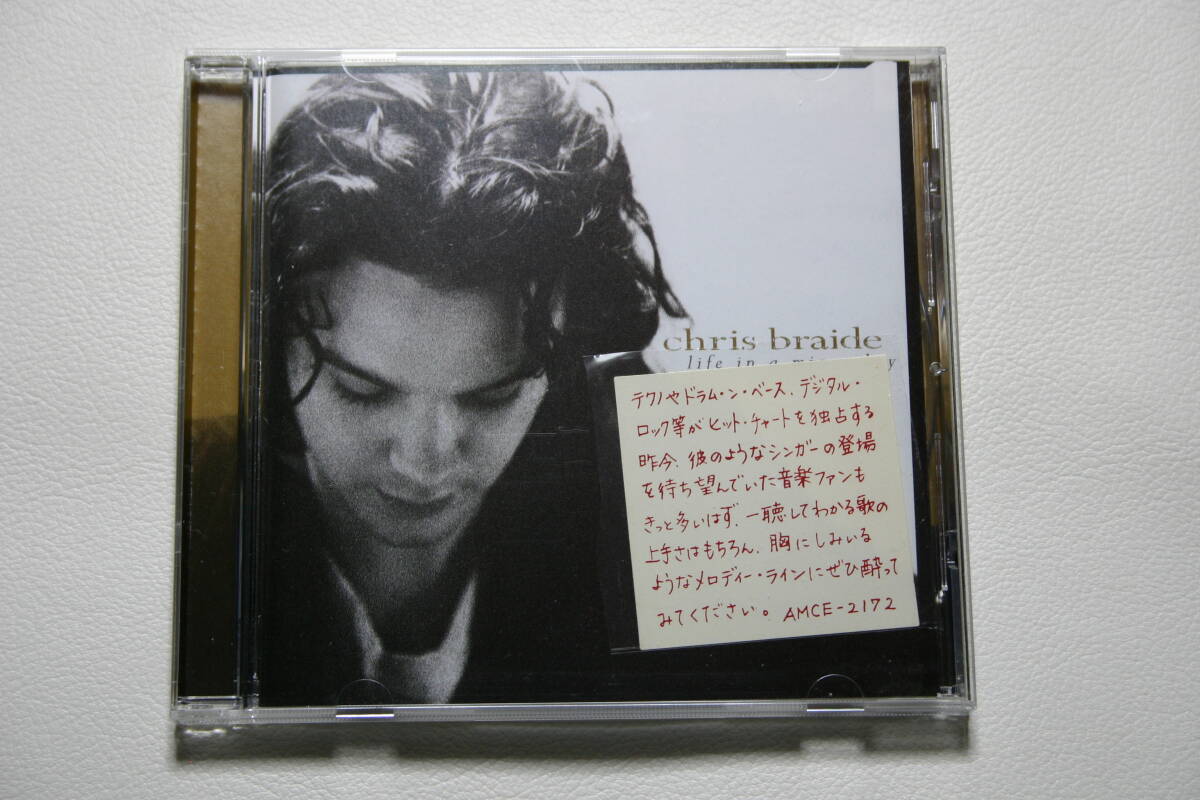 chris braide
life in a
テクノやドラム・ン・ベース、デジタル・
ロック等がヒット・チャートを独占する
昨今、彼のようなシンガーの登場
を待ち望んでいた音楽ファンも
きっと多いはず、一聴してわかる歌の
上手さはもちろん、胸にしみいる
ようなメロディー・ラインにぜひ酔って
みてください。AMCE-2172